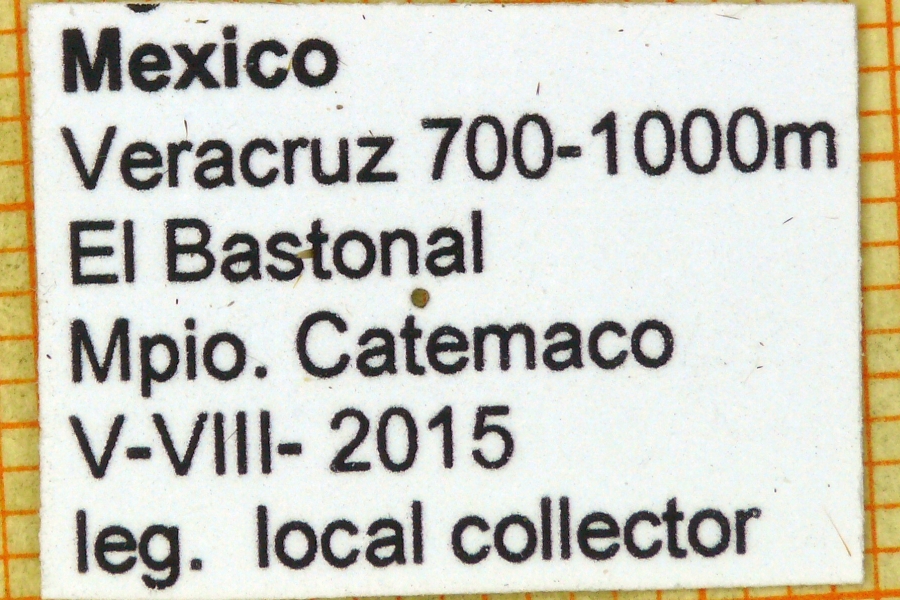 Mexico
Veracruz 700-1000m
El Bastonal
Mpio. Catemaco
V-VIII- 2015
leg. local collector